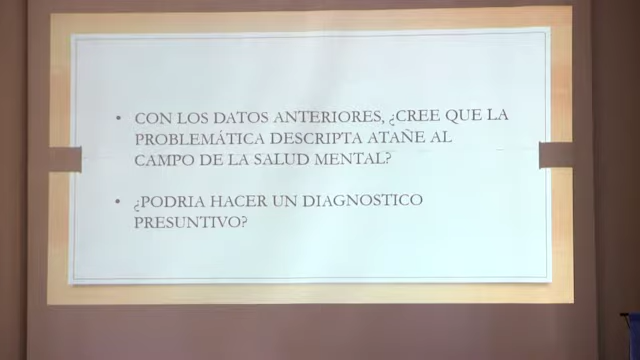 • CON LOS DATOS ANTERIORES, ¿CREE QUE LA
PROBLEMÁTICA DESCRIPTA ATAÑE AL
CAMPO DE LA SALUD MENTAL?
• ¿PODRIA HACER UN DIAGNOSTICO
PRESUNTIVO?